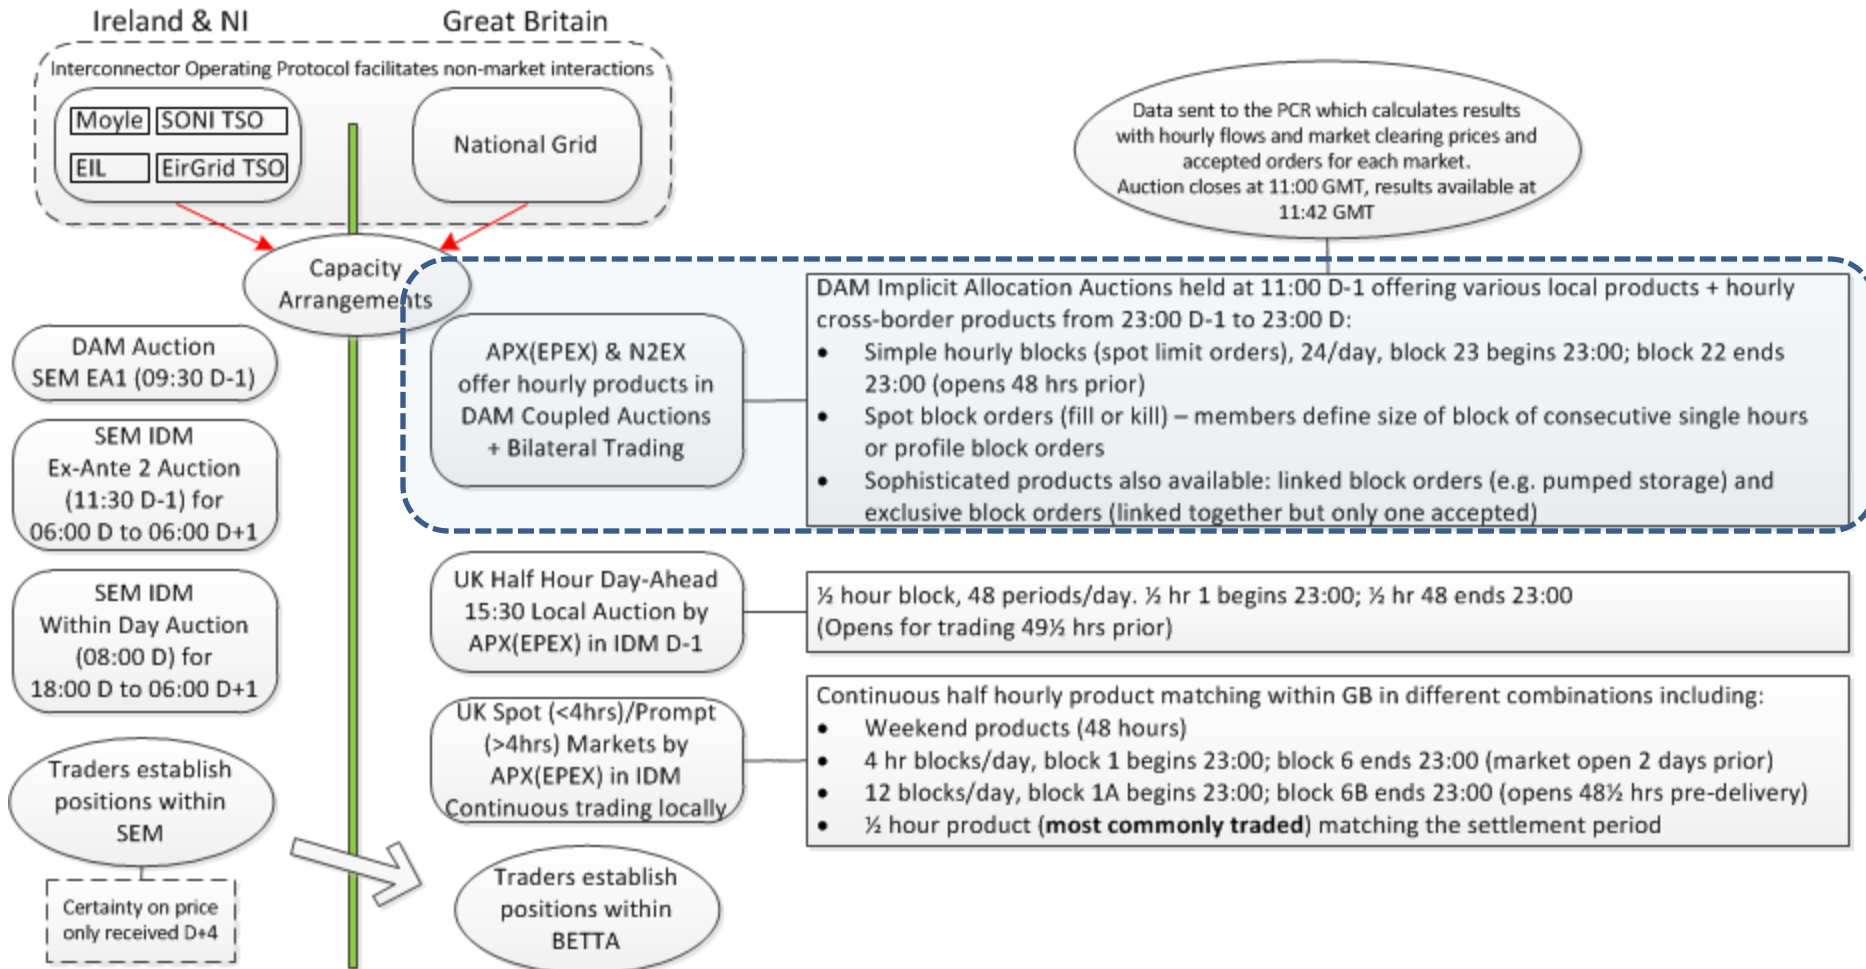 Ireland & NI
Great Britain
Interconnector Operating Protocol facilitates non-market interactions
Moyle
SONI TSO
EIL
EirGrid TSO
National Grid
Data sent to the PCR which calculates results
with hourly flows and market clearing prices and
accepted orders for each market.
Auction closes at 11:00 GMT, results available at
11:42 GMT
Capacity
Arrangements
DAM Auction
SEM EA1 (09:30 D-1)
SEM IDM
Ex-Ante 2 Auction
(11:30 D-1) for
06:00 D to 06:00 D+1
SEM IDM
Within Day Auction
(08:00 D) for
18:00 D to 06:00 D+1
Traders establish
positions within
SEM
Certainty on price
only received D+4
APX(EPEX) & N2EX
offer hourly products in
DAM Coupled Auctions
+ Bilateral Trading
DAM Implicit Allocation Auctions held at 11:00 D-1 offering various local products + hourly
cross-border products from 23:00 D-1 to 23:00 D:
• Simple hourly blocks (spot limit orders), 24/day, block 23 begins 23:00; block 22 ends
23:00 (opens 48 hrs prior)
• Spot block orders (fill or kill) – members define size of block of consecutive single hours
or profile block orders
• Sophisticated products also available: linked block orders (e.g. pumped storage) and
exclusive block orders (linked together but only one accepted)
UK Half Hour Day-Ahead
15:30 Local Auction by
APX(EPEX) in IDM D-1
½ hour block, 48 periods/day. ½ hr 1 begins 23:00; ½ hr 48 ends 23:00
(Opens for trading 49½ hrs prior)
UK Spot (<4hrs)/Prompt
(>4hrs) Markets by
APX(EPEX) in IDM
Continuous trading locally
Continuous half hourly product matching within GB in different combinations including:
• Weekend products (48 hours)
• 4 hr blocks/day, block 1 begins 23:00; block 6 ends 23:00 (market open 2 days prior)
• 12 blocks/day, block 1A begins 23:00; block 6B ends 23:00 (opens 48½ hrs pre-delivery)
• ½ hour product (most commonly traded) matching the settlement period
Traders establish
positions within
BETTA